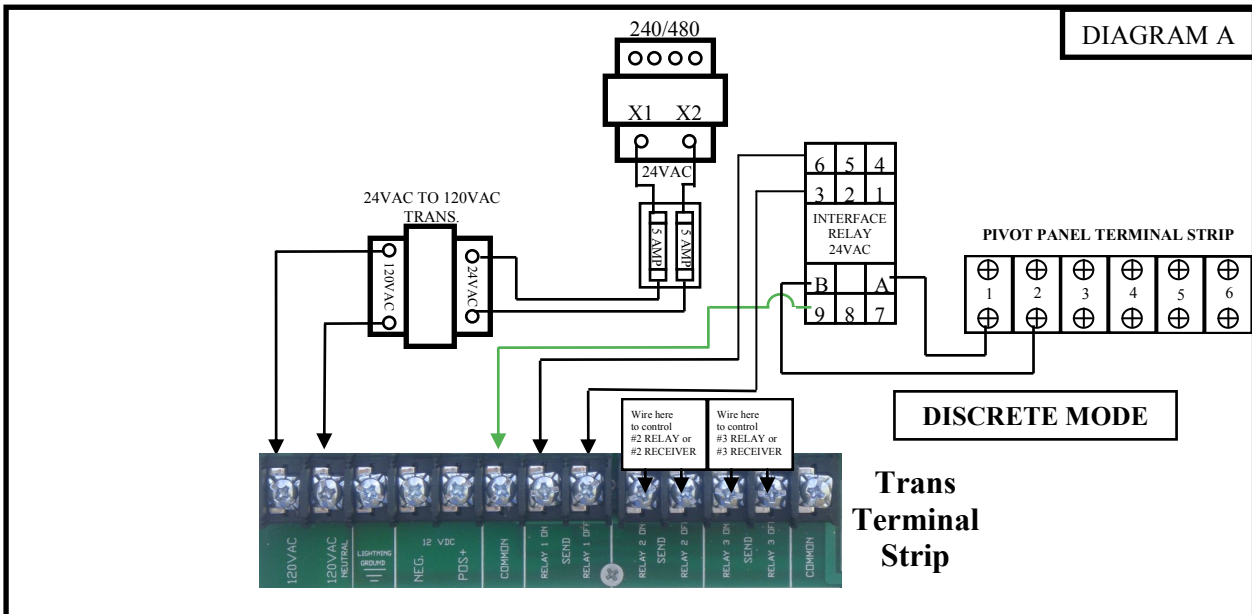 DIAGRAM A
240/480
X1 X2
24VAC
5 AMP
5 AMP
24VAC TO 120VAC
TRANS.
120VAC
24VAC
6 5 4
3 2 1
INTERFACE
RELAY
24VAC
B A
9 8 7
PIVOT PANEL TERMINAL STRIP
1 2 3 4 5 6
DISCRETE MODE
Wire here
to control
#2 RELAY or
#2 RECEIVER
Wire here
to control
#3 RELAY or
#3 RECEIVER
Trans
Terminal
Strip
120VAC
120VAC
NEUTRAL
LIGHTNING
GROUND
12 VDC
NEG.
POS+
COMMON
RELAY 1 ON
SEND
RELAY 1 OFF
RELAY 2 ON
SEND
RELAY 2 OFF
RELAY 3 ON
SEND
RELAY 3 OFF
COMMON